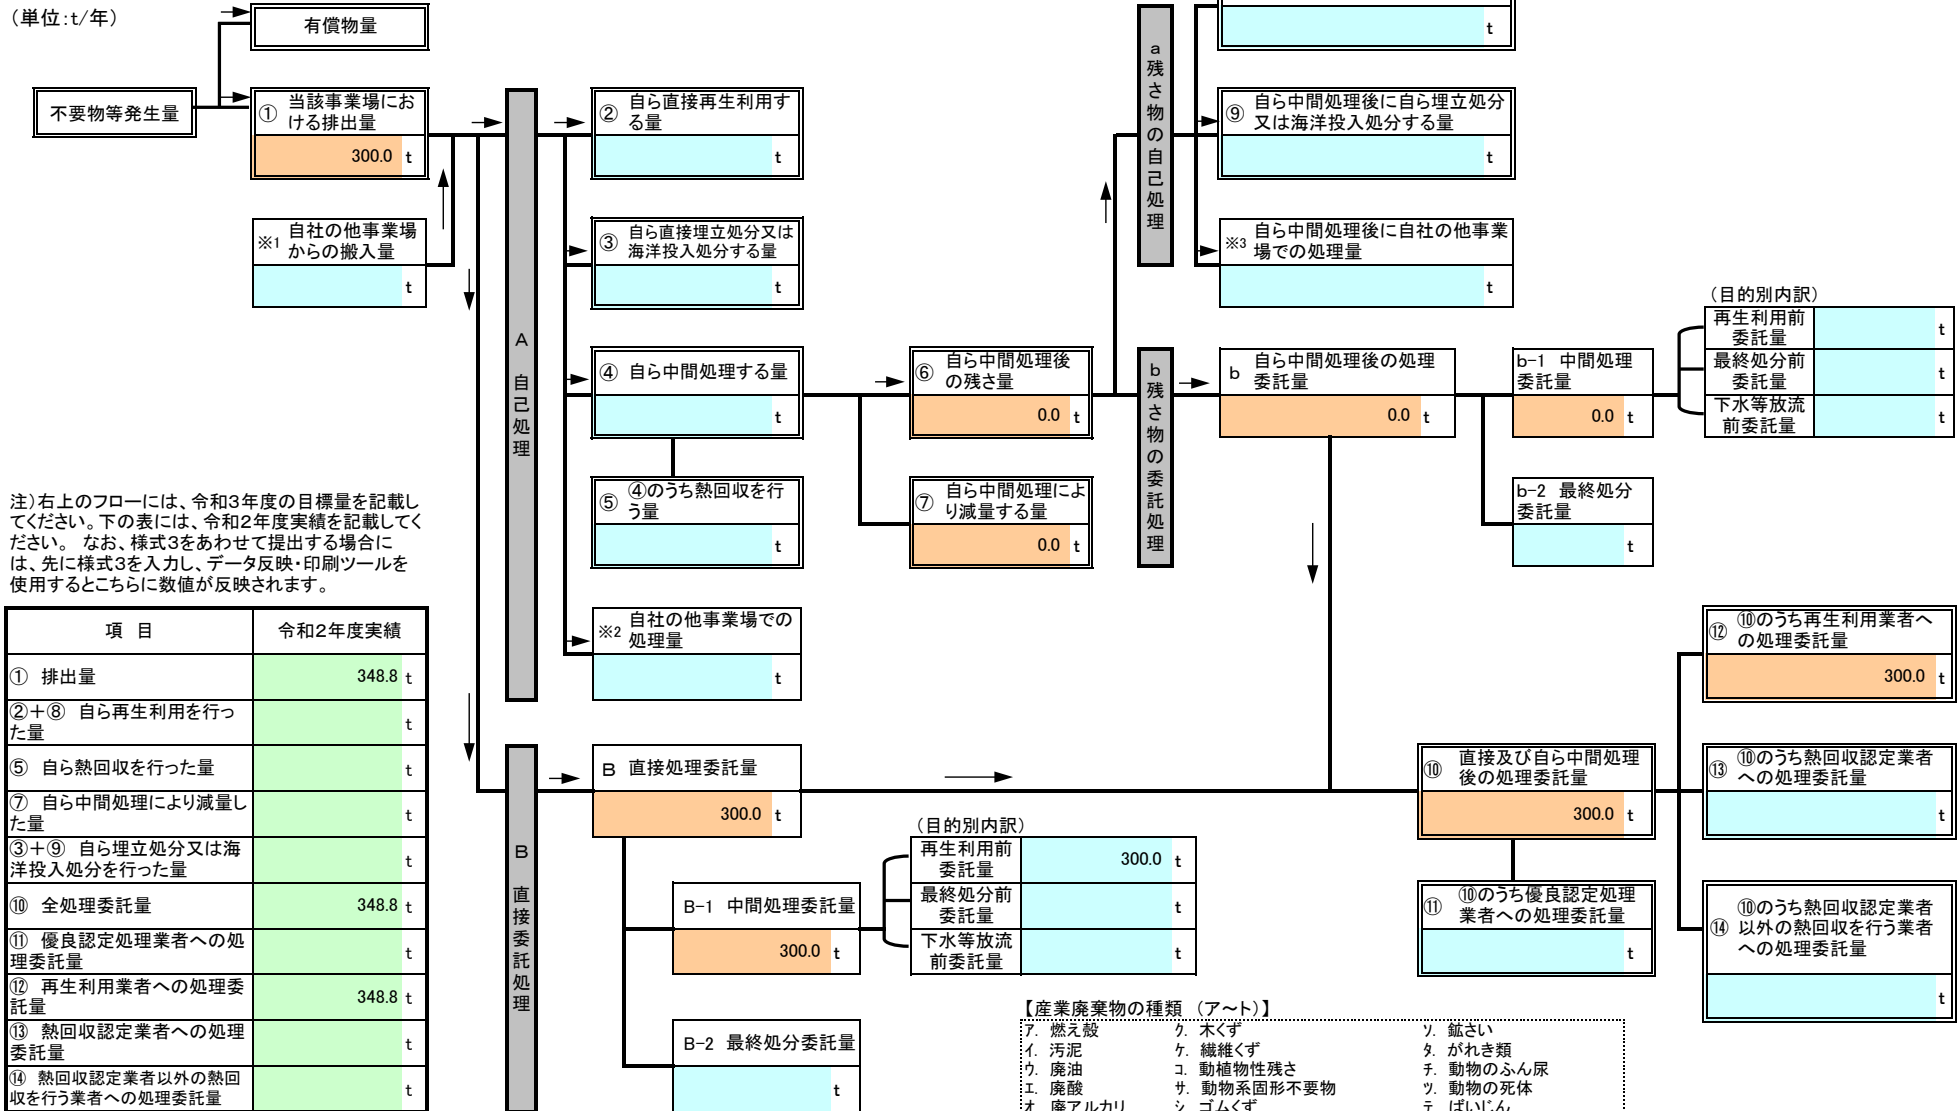 （単位：t/年）
有償物量
不要物等発生量
① 当該事業場にお
ける排出量
300.0 t
※1 自社の他事業場
からの搬入量
t
A 自己処理
② 自ら直接再生利用す
る量
t
③ 自ら直接埋立処分又は
海洋投入処分する量
t
④ 自ら中間処理する量
t
⑤ ④のうち熱回収を行
う量
t
※2 自社の他事業場での
処理量
t
⑥ 自ら中間処理後
の残さ量
0.0 t
⑦ 自ら中間処理によ
り減量する量
0.0 t
a 残さ物の自己処理
t
⑨ 自ら中間処理後に自ら埋立処分
又は海洋投入処分する量
t
※3 自ら中間処理後に自社の他事業
場での処理量
t
b 残さ物の委託処理
b 自ら中間処理後の処理
委託量
0.0 t
b-1 中間処理
委託量
0.0 t
（目的別内訳）
再生利用前
委託量
t
最終処分前
委託量
t
下水等放流
前委託量
t
b-2 最終処分
委託量
t
注）右上のフローには、令和３年度の目標量を記載し
てください。下の表には、令和２年度実績を記載してく
ださい。 なお、様式３をあわせて提出する場合に
は、先に様式３を入力し、データ反映・印刷ツールを
使用するとこちらに数値が反映されます。
項 目 令和２年度実績
① 排出量 348.8 t
②＋⑧ 自ら再生利用を行っ
た量 t
⑤ 自ら熱回収を行った量 t
⑦ 自ら中間処理により減量し
た量 t
③＋⑨ 自ら埋立処分又は海
洋投入処分を行った量 t
⑩ 全処理委託量 348.8 t
⑪ 優良認定処理業者への処
理委託量 t
⑫ 再生利用業者への処理委
託量 348.8 t
⑬ 熱回収認定業者への処理
委託量 t
⑭ 熱回収認定業者以外の熱回
収を行う業者への処理委託量 t
B 直接委託処理
B 直接処理委託量
300.0 t
B-1 中間処理委託量
300.0 t
（目的別内訳）
再生利用前
委託量
300.0 t
最終処分前
委託量
t
下水等放流
前委託量
t
B-2 最終処分委託量
t
⑩ 直接及び自ら中間処理
後の処理委託量
300.0 t
⑪ ⑩のうち優良認定処理
業者への処理委託量
t
⑫ ⑩のうち再生利用業者へ
の処理委託量
300.0 t
⑬ ⑩のうち熱回収認定業者
への処理委託量
t
⑭ ⑩のうち熱回収認定業者
以外の熱回収を行う業者
への処理委託量
t
【産業廃棄物の種類 （ア～ト）】
ア. 燃え殻 ク. 木くず ソ. 鉱さい
イ. 汚泥 ケ. 繊維くず タ. がれき類
ウ. 廃油 コ. 動植物性残さ チ. 動物のふん尿
エ. 廃酸 サ. 動物系固形不要物 ツ. 動物の死体
オ. 廃アルカリ シ. ゴムくず テ. ばいじん